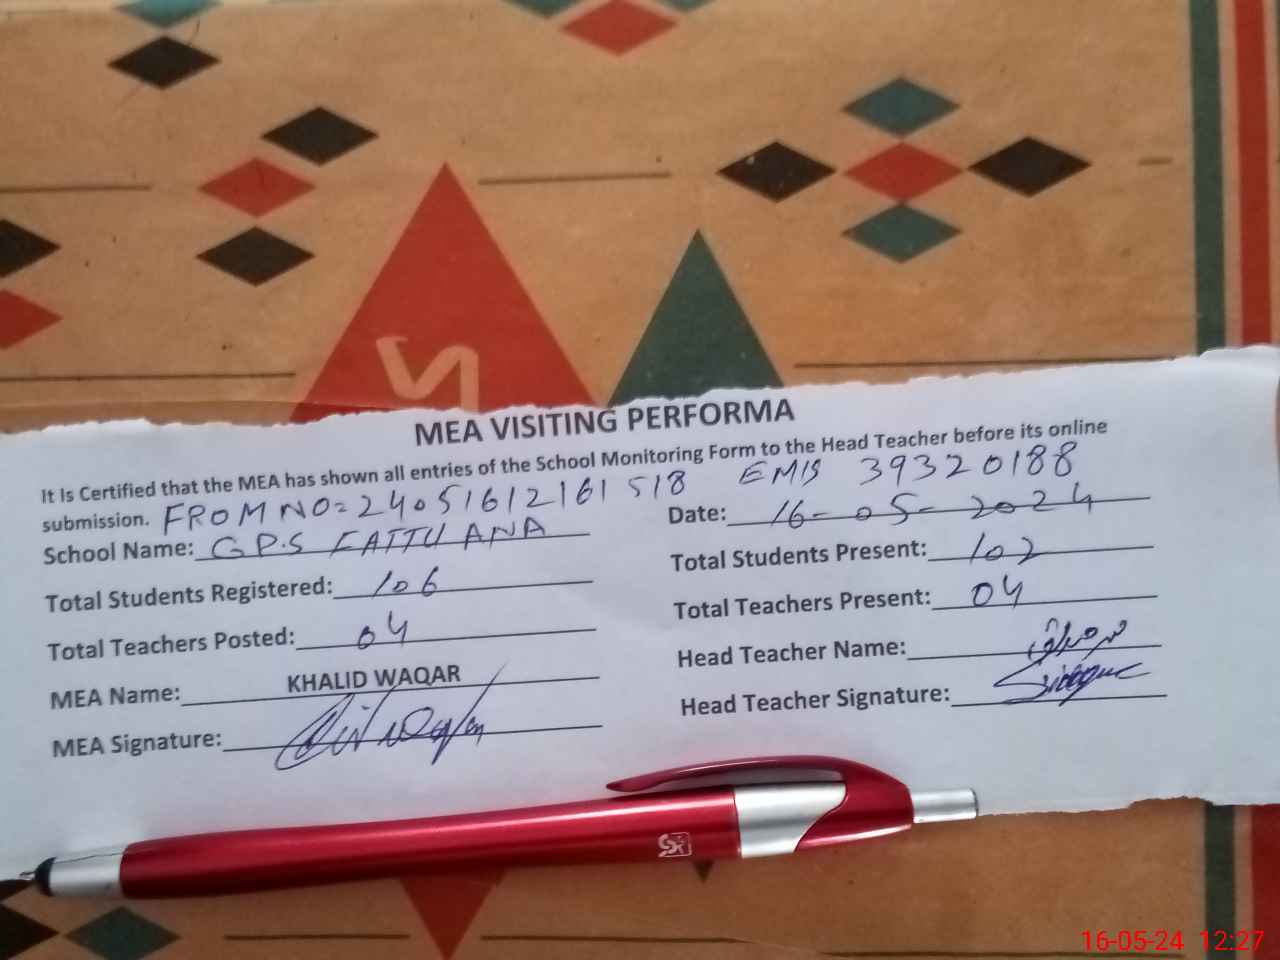 MEA VISITING PERFORMA
It Is Certified that the MEA has shown all entries of the School Monitoring Form to the Head Teacher before its online
submission. FROM NO=24051612161518 EMIS 39320188
School Name: G.P.S FATTU ANA Date: 16-05-2024
Total Students Registered: 106 Total Students Present: 102
Total Teachers Posted: 04 Total Teachers Present: 04
MEA Name: KHALID WAQAR Head Teacher Name:
MEA Signature: Head Teacher Signature:
16-05-24 12:27